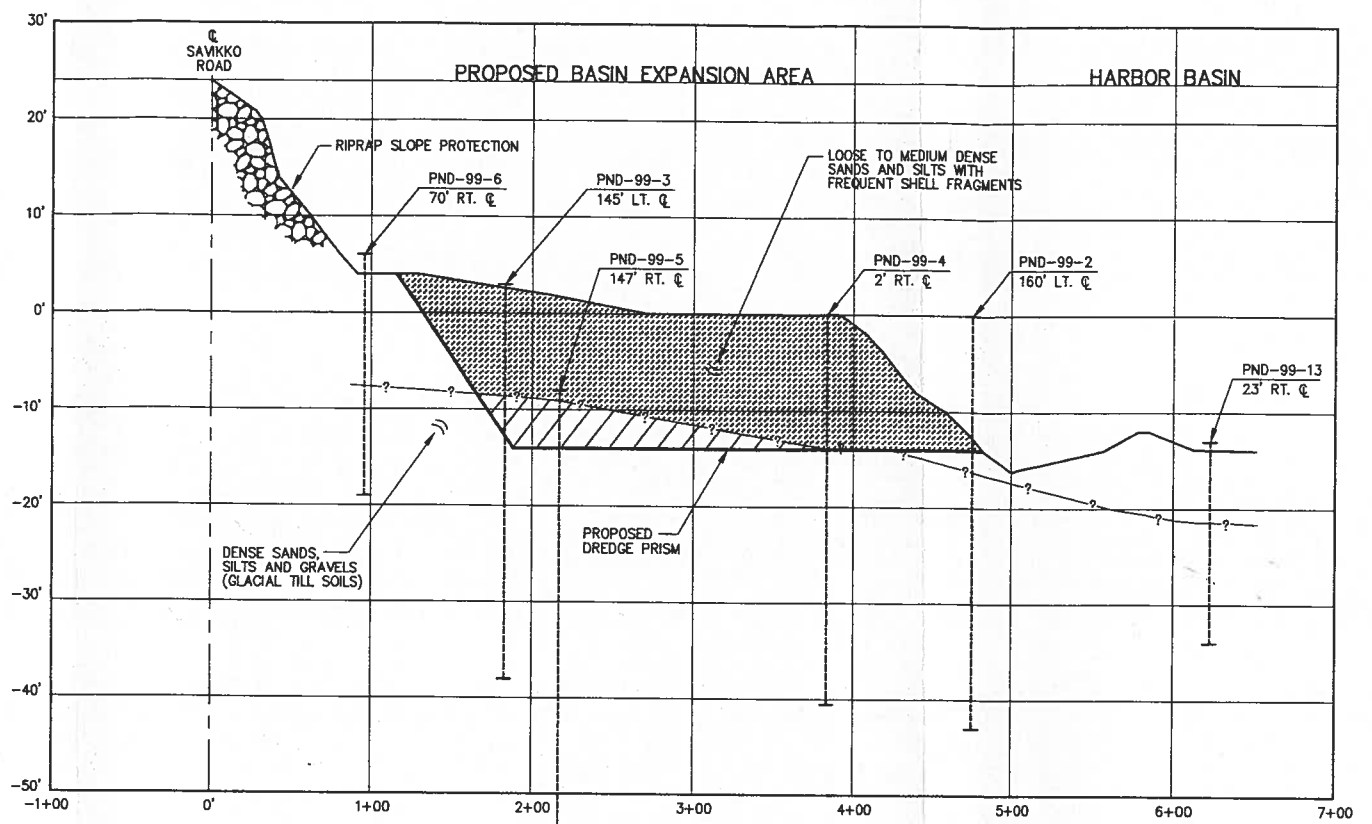 30'
20'
10'
0'
-10'
-20'
-30'
-40'
-50'
℄
SAVIKKO
ROAD
PROPOSED BASIN EXPANSION AREA
HARBOR BASIN
RIPRAP SLOPE PROTECTION
PND-99-6
70' RT. ℄
PND-99-3
145' LT. ℄
PND-99-5
147' RT. ℄
LOOSE TO MEDIUM DENSE
SANDS AND SILTS WITH
FREQUENT SHELL FRAGMENTS
PND-99-4
2' RT. ℄
PND-99-2
160' LT. ℄
PND-99-13
23' RT. ℄
? ? ? ? ? ? ? ? ? ? ? ? ? ?
DENSE SANDS,
SILTS AND GRAVELS
(GLACIAL TILL SOILS)
PROPOSED
DREDGE PRISM
-1+00 0' 1+00 2+00 3+00 4+00 5+00 6+00 7+00